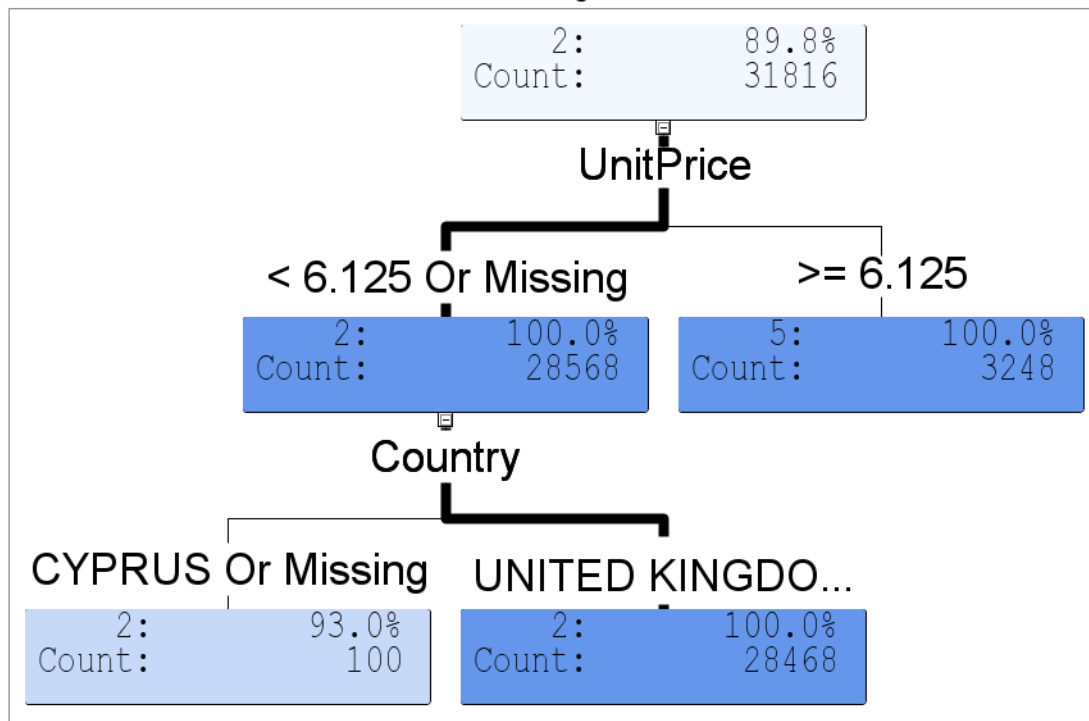 2: 89.8%
Count: 31816
UnitPrice
< 6.125 Or Missing
>= 6.125
2: 100.0%
Count: 28568
5: 100.0%
Count: 3248
Country
CYPRUS Or Missing
UNITED KINGDO...
2: 93.0%
Count: 100
2: 100.0%
Count: 28468